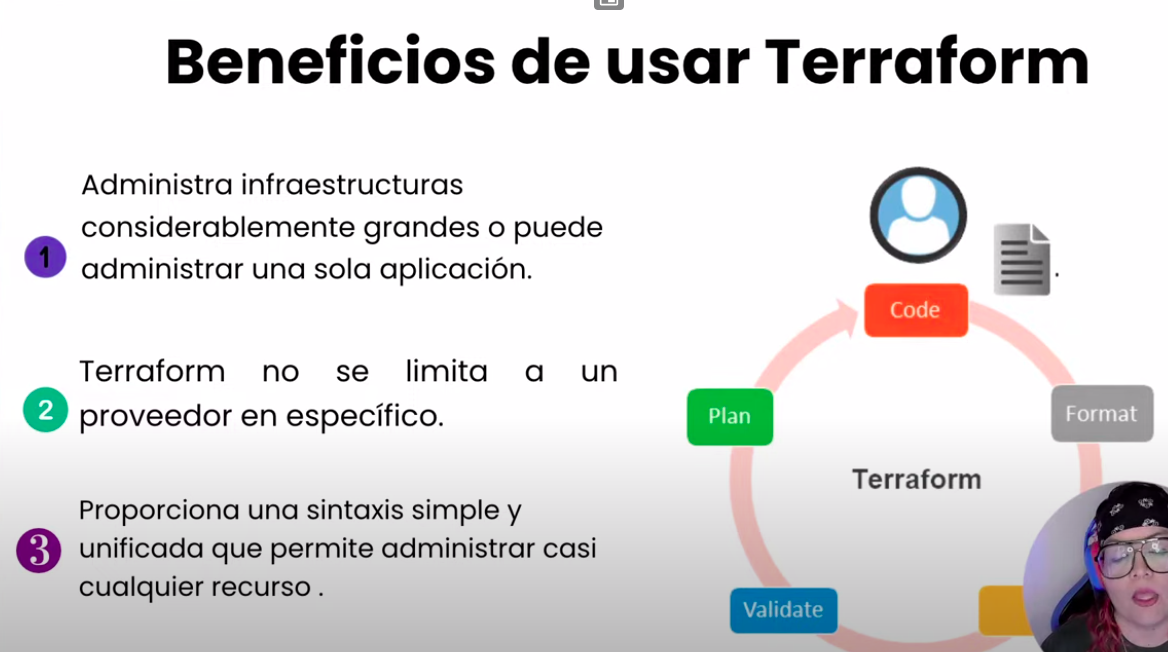 Beneficios de usar Terraform
1
Administra infraestructuras
considerablemente grandes o puede
administrar una sola aplicación.
2
Terraform no se limita a un
proveedor en específico.
3
Proporciona una sintaxis simple y
unificada que permite administrar casi
cualquier recurso .
.
Code
Plan
Format
Terraform
Validate